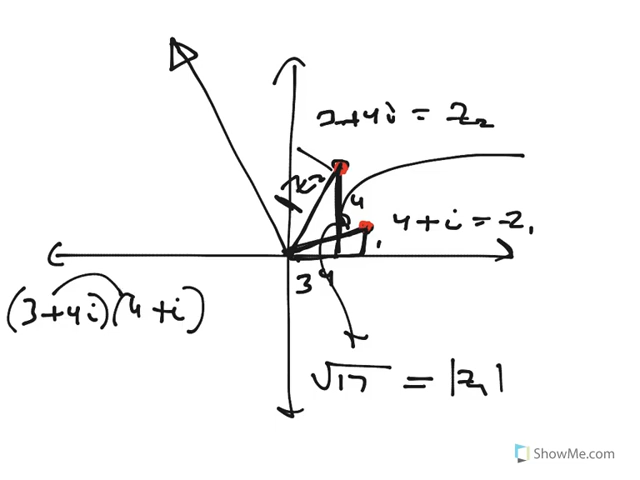 3+4i = z₂
4
4+i = z₁
1
3 4
(3+4i)(4+i)
√17 = |z₁|
ShowMe.com